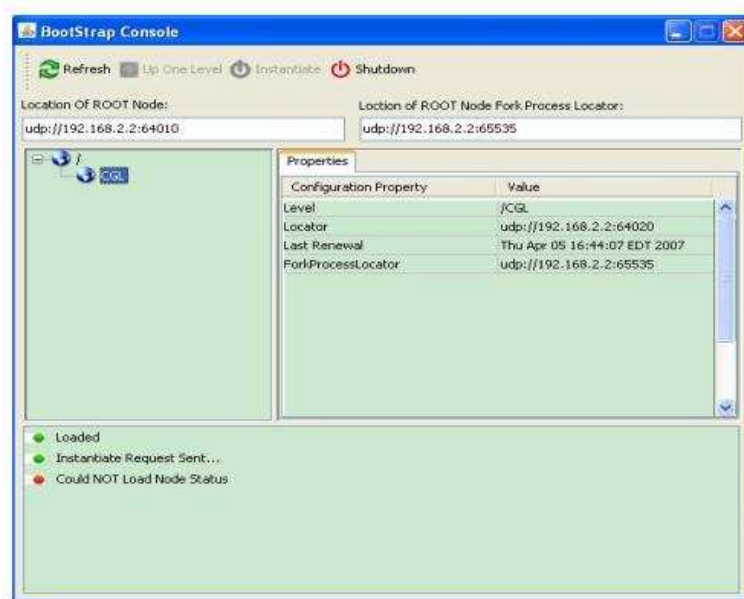 BootStrap Console
Refresh Up One Level Instantiate Shutdown
Location Of ROOT Node: Loction of ROOT Node Fork Process Locator:
udp://192.168.2.2:64010 udp://192.168.2.2:65535
/
CGL
Properties
Configuration Property Value
Level /CGL
Locator udp://192.168.2.2:64020
Last Renewal Thu Apr 05 16:44:07 EDT 2007
ForkProcessLocator udp://192.168.2.2:65535
Loaded
Instantiate Request Sent...
Could NOT Load Node Status